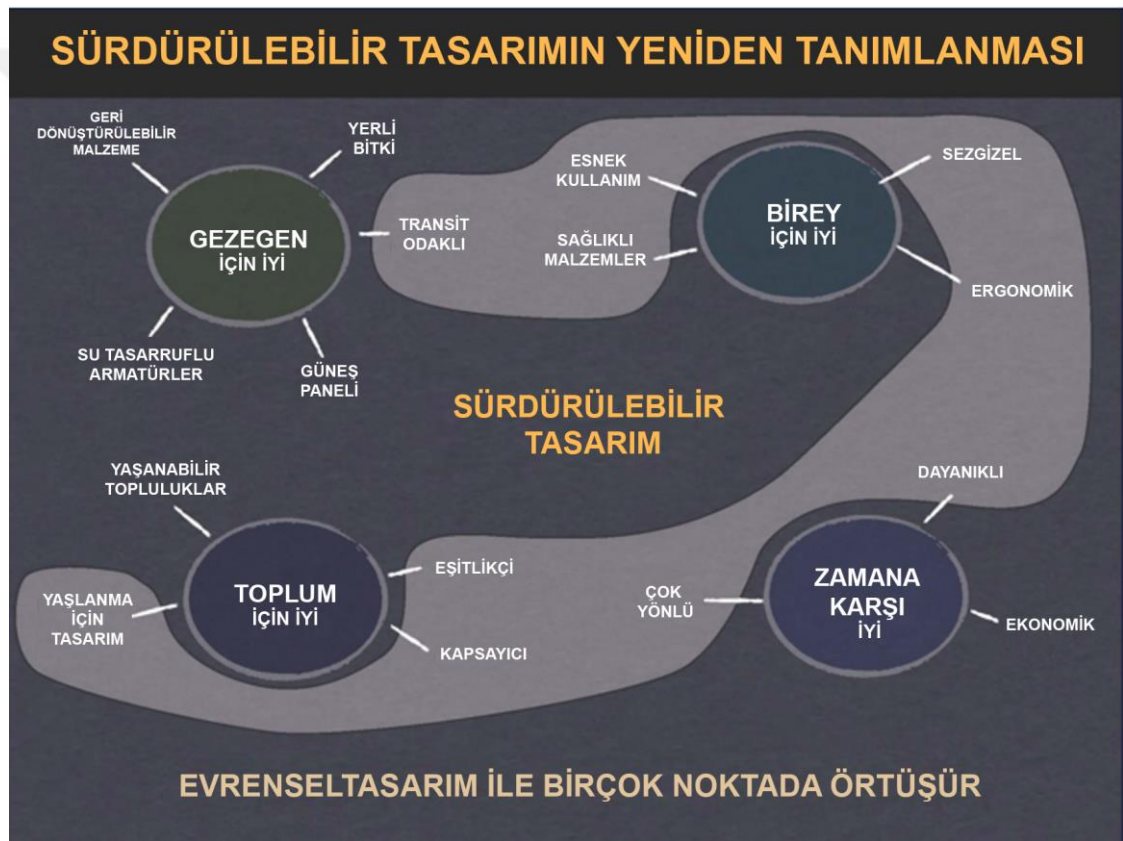 SÜRDÜRÜLEBİLİR TASARIMIN YENİDEN TANIMLANMASI
GERİ
DÖNÜŞTÜRÜLEBİLİR
MALZEME
YERLİ
BİTKİ
GEZEGEN
İÇİN İYİ
TRANSİT
ODAKLI
SU TASARRUFLU
ARMATÜRLER
GÜNEŞ
PANELİ
ESNEK
KULLANIM
SEZGİZEL
BİREY
İÇİN İYİ
SAĞLIKLI
MALZEMLER
ERGONOMİK
SÜRDÜRÜLEBİLİR
TASARIM
YAŞANABİLİR
TOPLULUKLAR
TOPLUM
İÇİN İYİ
EŞİTLİKÇİ
YAŞLANMA
İÇİN
TASARIM
KAPSAYICI
DAYANIKLI
ZAMANA
KARŞI
İYİ
ÇOK
YÖNLÜ
EKONOMİK
EVRENSELTASARIM İLE BİRÇOK NOKTADA ÖRTÜŞÜR